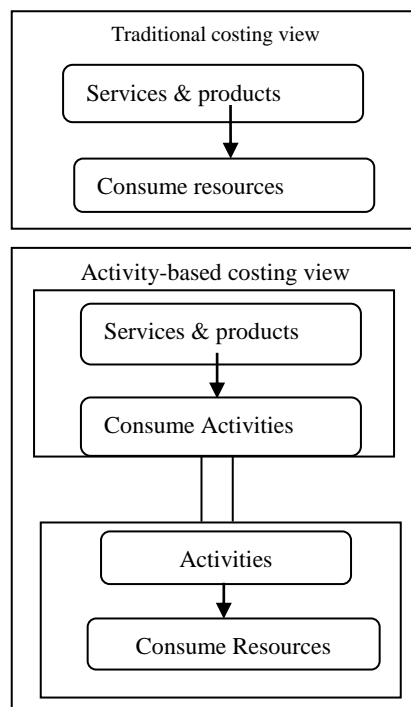 Traditional costing view
Services & products
Consume resources
Activity-based costing view
Services & products
Consume Activities
Activities
Consume Resources